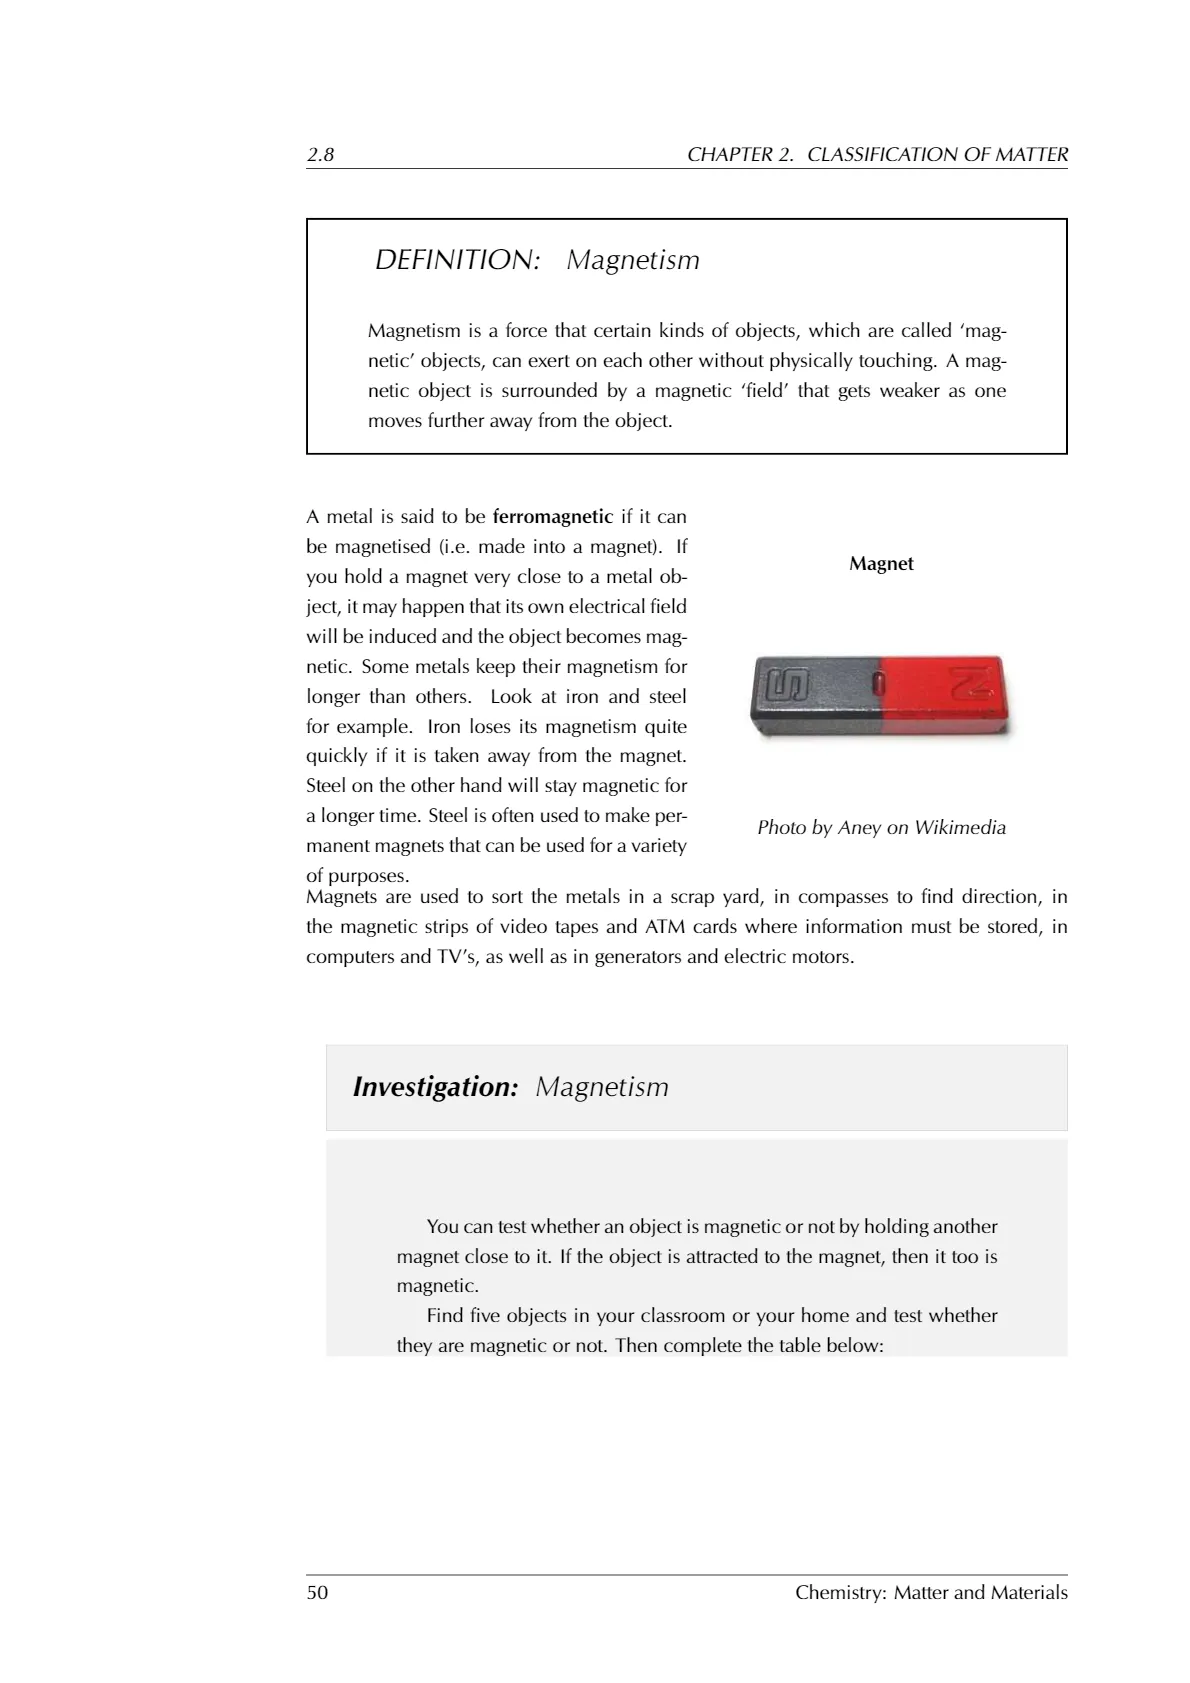 2.8 CHAPTER 2. CLASSIFICATION OF MATTER
DEFINITION: Magnetism
Magnetism is a force that certain kinds of objects, which are called ‘mag-
netic’ objects, can exert on each other without physically touching. A mag-
netic object is surrounded by a magnetic ‘field’ that gets weaker as one
moves further away from the object.
A metal is said to be ferromagnetic if it can
be magnetised (i.e. made into a magnet). If
you hold a magnet very close to a metal ob-
ject, it may happen that its own electrical field
will be induced and the object becomes mag-
netic. Some metals keep their magnetism for
longer than others. Look at iron and steel
for example. Iron loses its magnetism quite
quickly if it is taken away from the magnet.
Steel on the other hand will stay magnetic for
a longer time. Steel is often used to make per-
manent magnets that can be used for a variety
of purposes.
Magnet
S N
Photo by Aney on Wikimedia
Magnets are used to sort the metals in a scrap yard, in compasses to find direction, in
the magnetic strips of video tapes and ATM cards where information must be stored, in
computers and TV’s, as well as in generators and electric motors.
Investigation: Magnetism
You can test whether an object is magnetic or not by holding another
magnet close to it. If the object is attracted to the magnet, then it too is
magnetic.
Find five objects in your classroom or your home and test whether
they are magnetic or not. Then complete the table below:
50 Chemistry: Matter and Materials